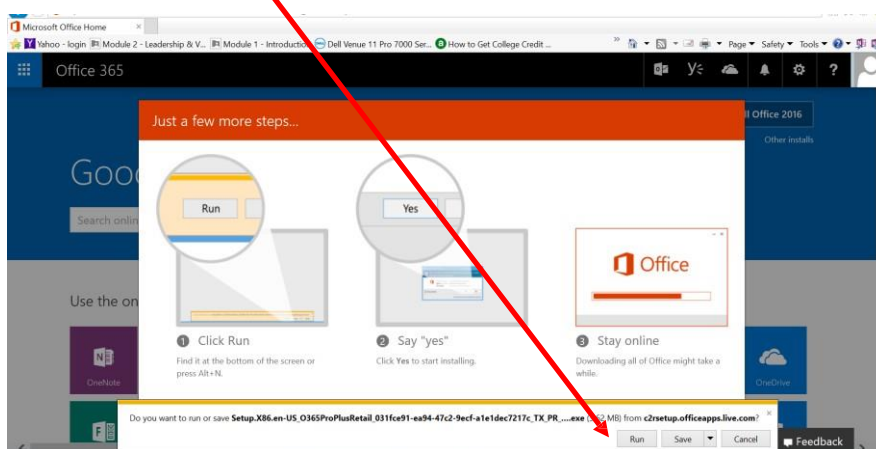 Microsoft Office Home ×
Yahoo - login Module 2 - Leadership & V... Module 1 - Introduction Dell Venue 11 Pro 7000 Ser... How to Get College Credit ... » Page Safety Tools
Office 365 ?
Just a few more steps...
ll Office 2016
Other installs
Goo
Run
Yes
Search onlin
Office
Use the on
1 Click Run
2 Say "yes"
3 Stay online
Find it at the bottom of the screen or
press Alt+N.
Click Yes to start installing.
Downloading all of Office might take a
while.
OneNote
OneDrive
Do you want to run or save Setup.X86.en-US_O365ProPlusRetail_031fce91-ea94-47c2-9ecf-a1e1dec7217c_TX_PR_....exe MB) from c2rsetup.officeapps.live.com? ×
Run Save Cancel
Feedback